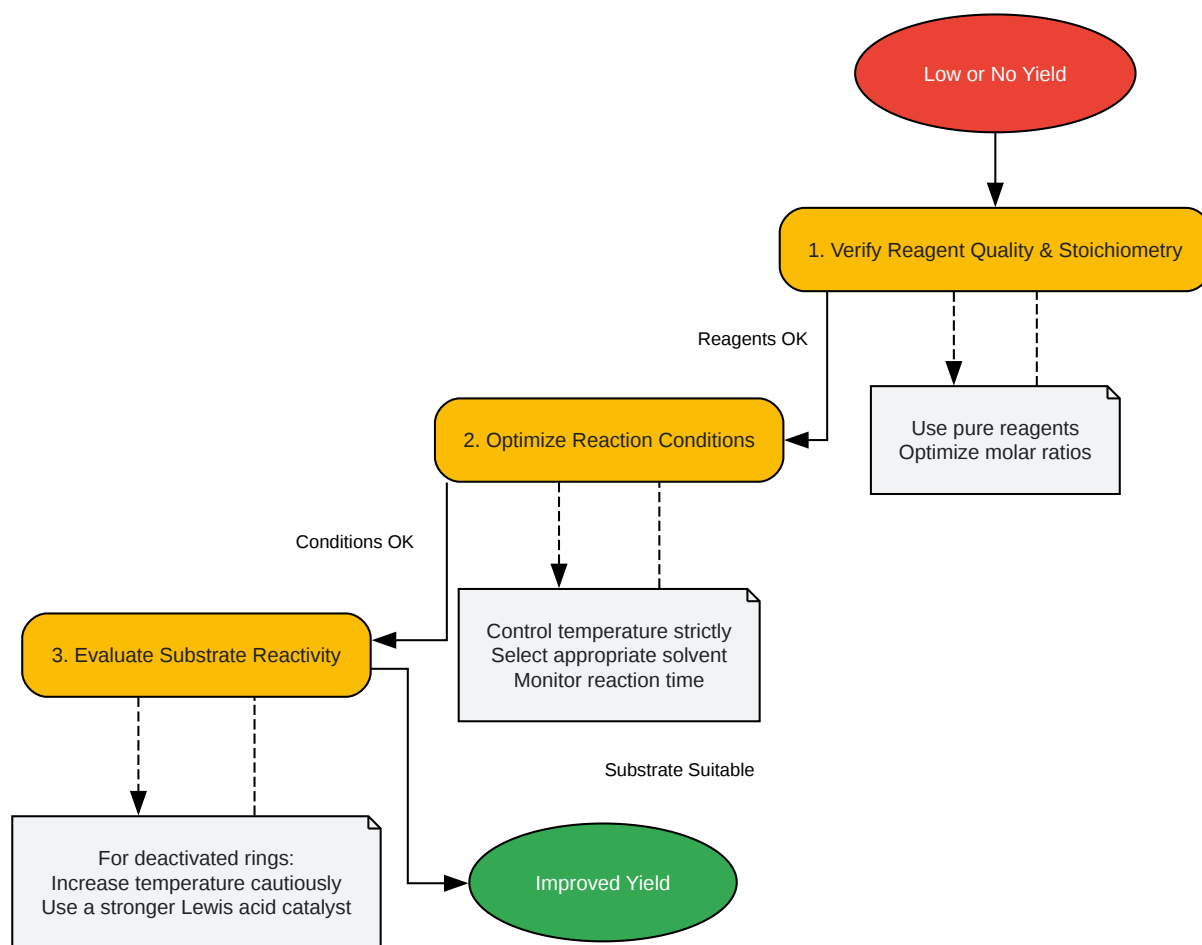 Low or No Yield
1. Verify Reagent Quality & Stoichiometry
Reagents OK
Use pure reagents
Optimize molar ratios
2. Optimize Reaction Conditions
Conditions OK
Control temperature strictly
Select appropriate solvent
Monitor reaction time
3. Evaluate Substrate Reactivity
Substrate Suitable
For deactivated rings:
Increase temperature cautiously
Use a stronger Lewis acid catalyst
Improved Yield